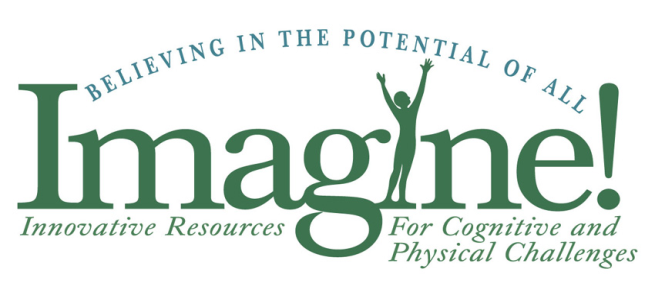 BELIEVING IN THE POTENTIAL OF ALL
Imagine!
Innovative Resources For Cognitive and
Physical Challenges